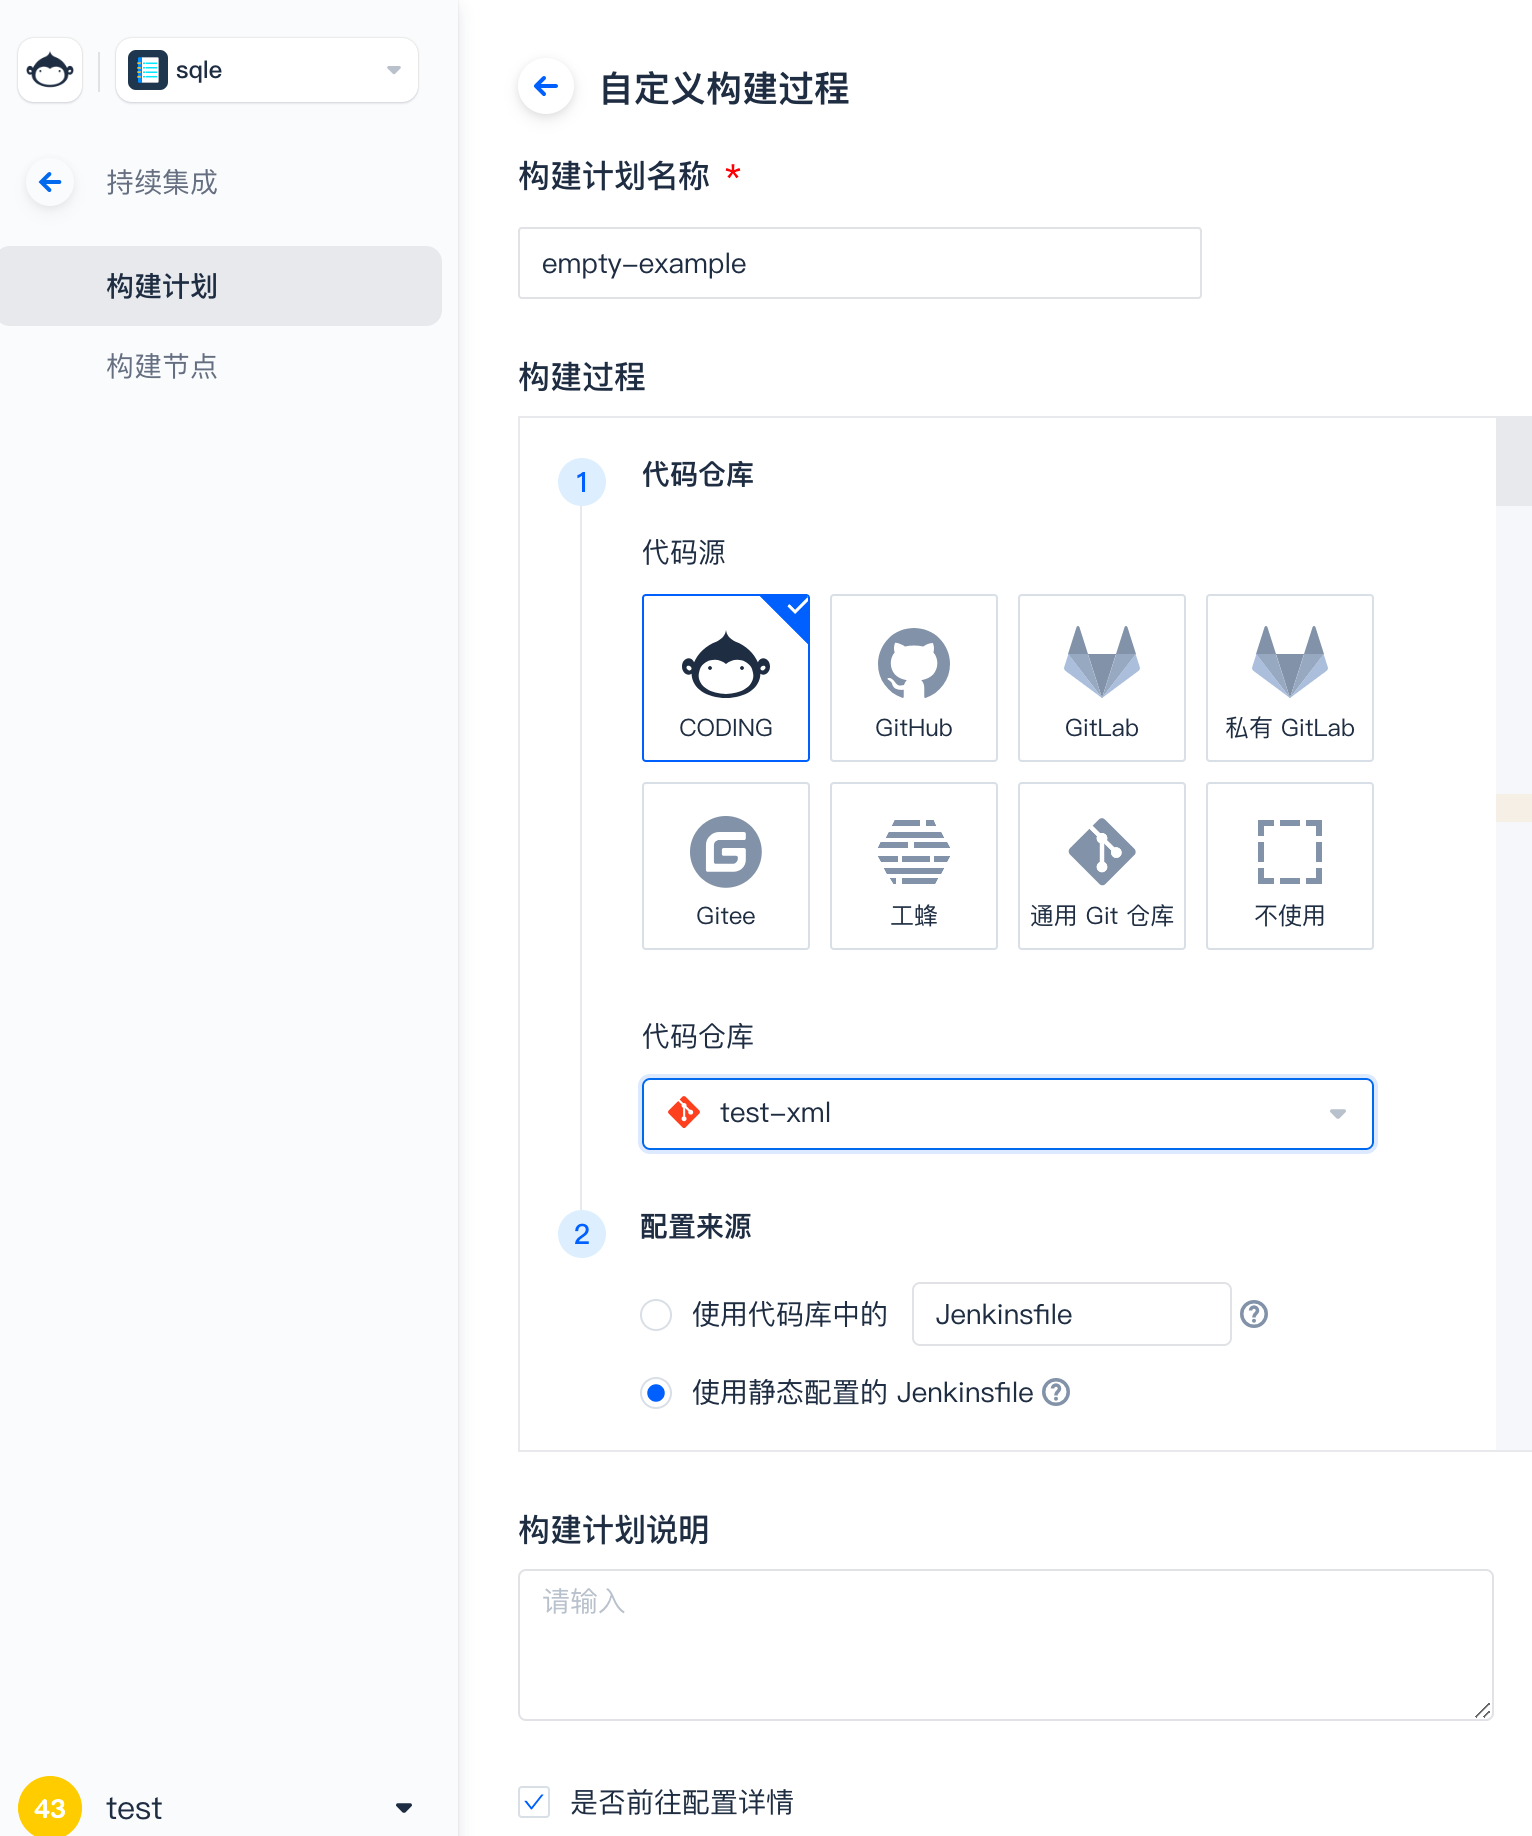 sqle
持续集成
构建计划
构建节点
自定义构建过程
构建计划名称 *
empty-example
构建过程
1 代码仓库
代码源
CODING GitHub GitLab 私有 GitLab
Gitee 工蜂 通用 Git 仓库 不使用
代码仓库
test-xml
2 配置来源
使用代码库中的 Jenkinsfile
使用静态配置的 Jenkinsfile
构建计划说明
请输入
是否前往配置详情
43 test